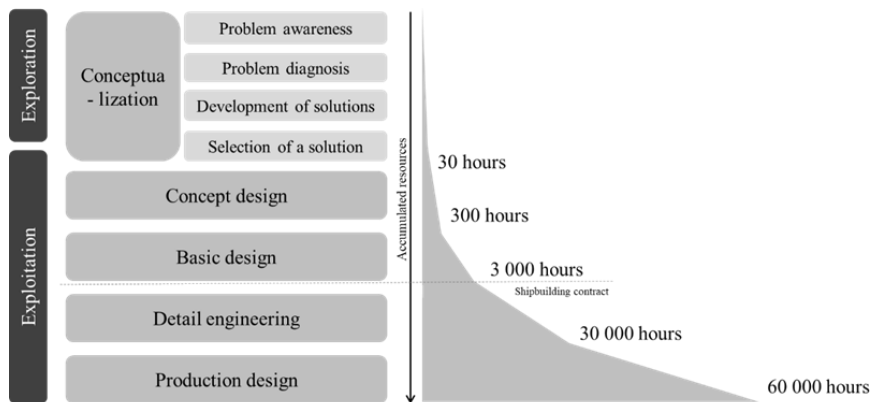 Exploration
Conceptua
- lization
Problem awareness
Problem diagnosis
Development of solutions
Selection of a solution
Exploitation
Concept design
Basic design
Detail engineering
Production design
Accumulated resources
30 hours
300 hours
3 000 hours
Shipbuilding contract
30 000 hours
60 000 hours